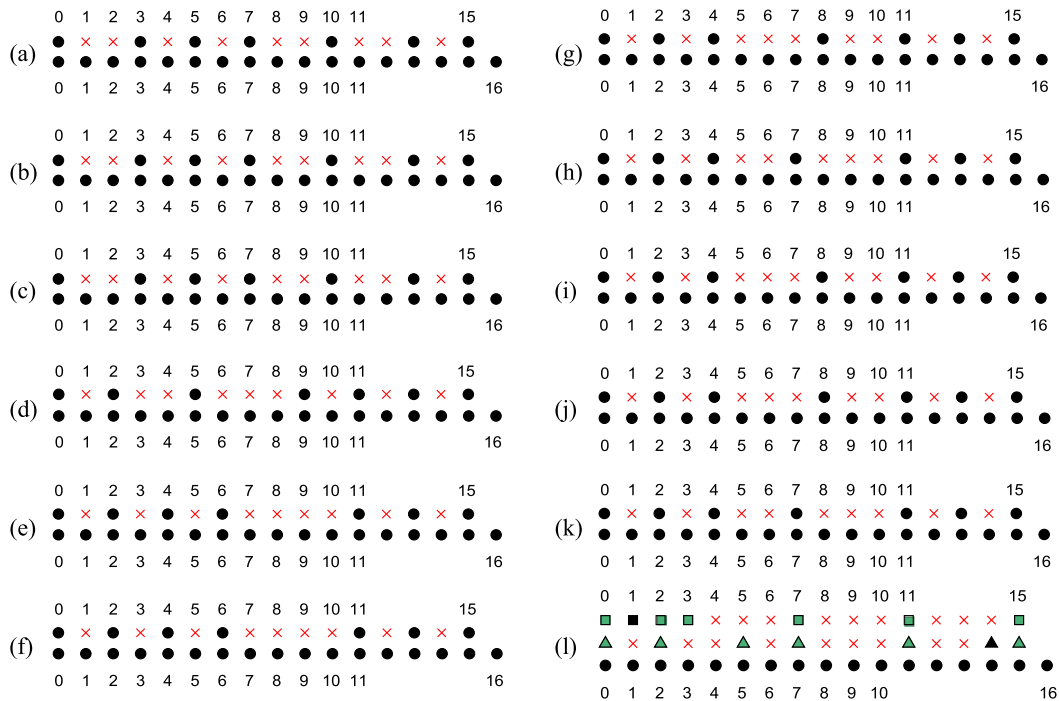 0 1 2 3 4 5 6 7 8 9 10 11 15
(a)
0 1 2 3 4 5 6 7 8 9 10 11 16
0 1 2 3 4 5 6 7 8 9 10 11 15
(b)
0 1 2 3 4 5 6 7 8 9 10 11 16
0 1 2 3 4 5 6 7 8 9 10 11 15
(c)
0 1 2 3 4 5 6 7 8 9 10 11 16
0 1 2 3 4 5 6 7 8 9 10 11 15
(d)
0 1 2 3 4 5 6 7 8 9 10 11 16
0 1 2 3 4 5 6 7 8 9 10 11 15
(e)
0 1 2 3 4 5 6 7 8 9 10 11 16
0 1 2 3 4 5 6 7 8 9 10 11 15
(f)
0 1 2 3 4 5 6 7 8 9 10 11 16
0 1 2 3 4 5 6 7 8 9 10 11 15
(g)
0 1 2 3 4 5 6 7 8 9 10 11 16
0 1 2 3 4 5 6 7 8 9 10 11 15
(h)
0 1 2 3 4 5 6 7 8 9 10 11 16
0 1 2 3 4 5 6 7 8 9 10 11 15
(i)
0 1 2 3 4 5 6 7 8 9 10 11 16
0 1 2 3 4 5 6 7 8 9 10 11 15
(j)
0 1 2 3 4 5 6 7 8 9 10 11 16
0 1 2 3 4 5 6 7 8 9 10 11 15
(k)
0 1 2 3 4 5 6 7 8 9 10 11 16
0 1 2 3 4 5 6 7 8 9 10 11 15
(l)
0 1 2 3 4 5 6 7 8 9 10 16